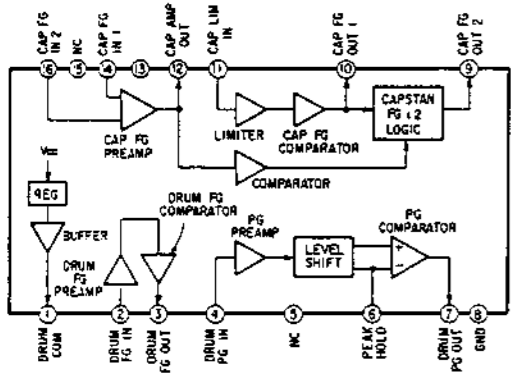 CAP FG
IN 2
NC
CAP FG
IN 1
CAP AMP
OUT
CAP LIM
IN
CAP FG
OUT 1
CAP FG
OUT 2
16
15
14
13
12
11
10
9
CAP FG
PREAMP
LIMITER
CAP FG
COMPARATOR
CAPSTAN
FG ÷2
LOGIC
COMPARATOR
Vcc
REG
BUFFER
DRUM
FG
PREAMP
DRUM FG
COMPARATOR
PG
PREAMP
LEVEL
SHIFT
PG
COMPARATOR
+
−
1
2
3
4
5
6
7
8
DRUM
COM
DRUM
FG IN
DRUM
FG OUT
DRUM
PG IN
NC
PEAK
HOLD
DRUM
PG OUT
GND